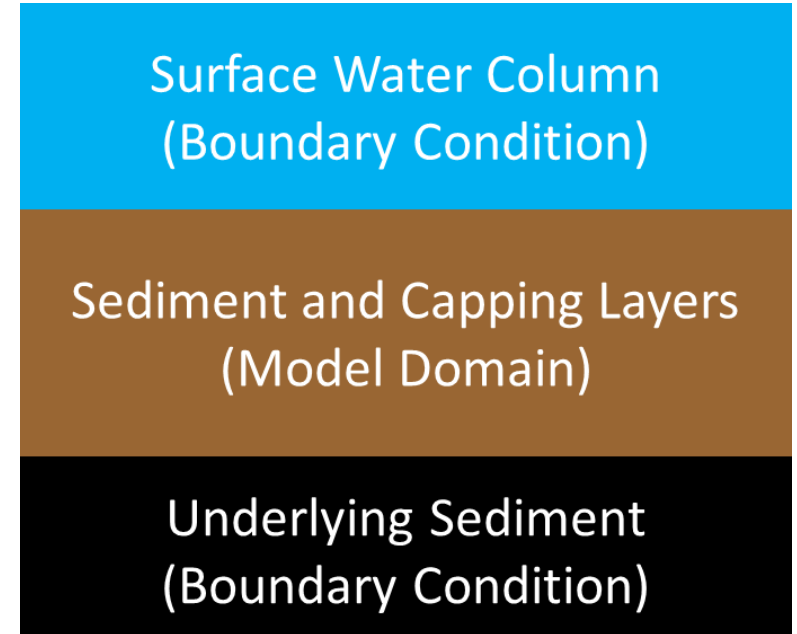 Surface Water Column
(Boundary Condition)
Sediment and Capping Layers
(Model Domain)
Underlying Sediment
(Boundary Condition)